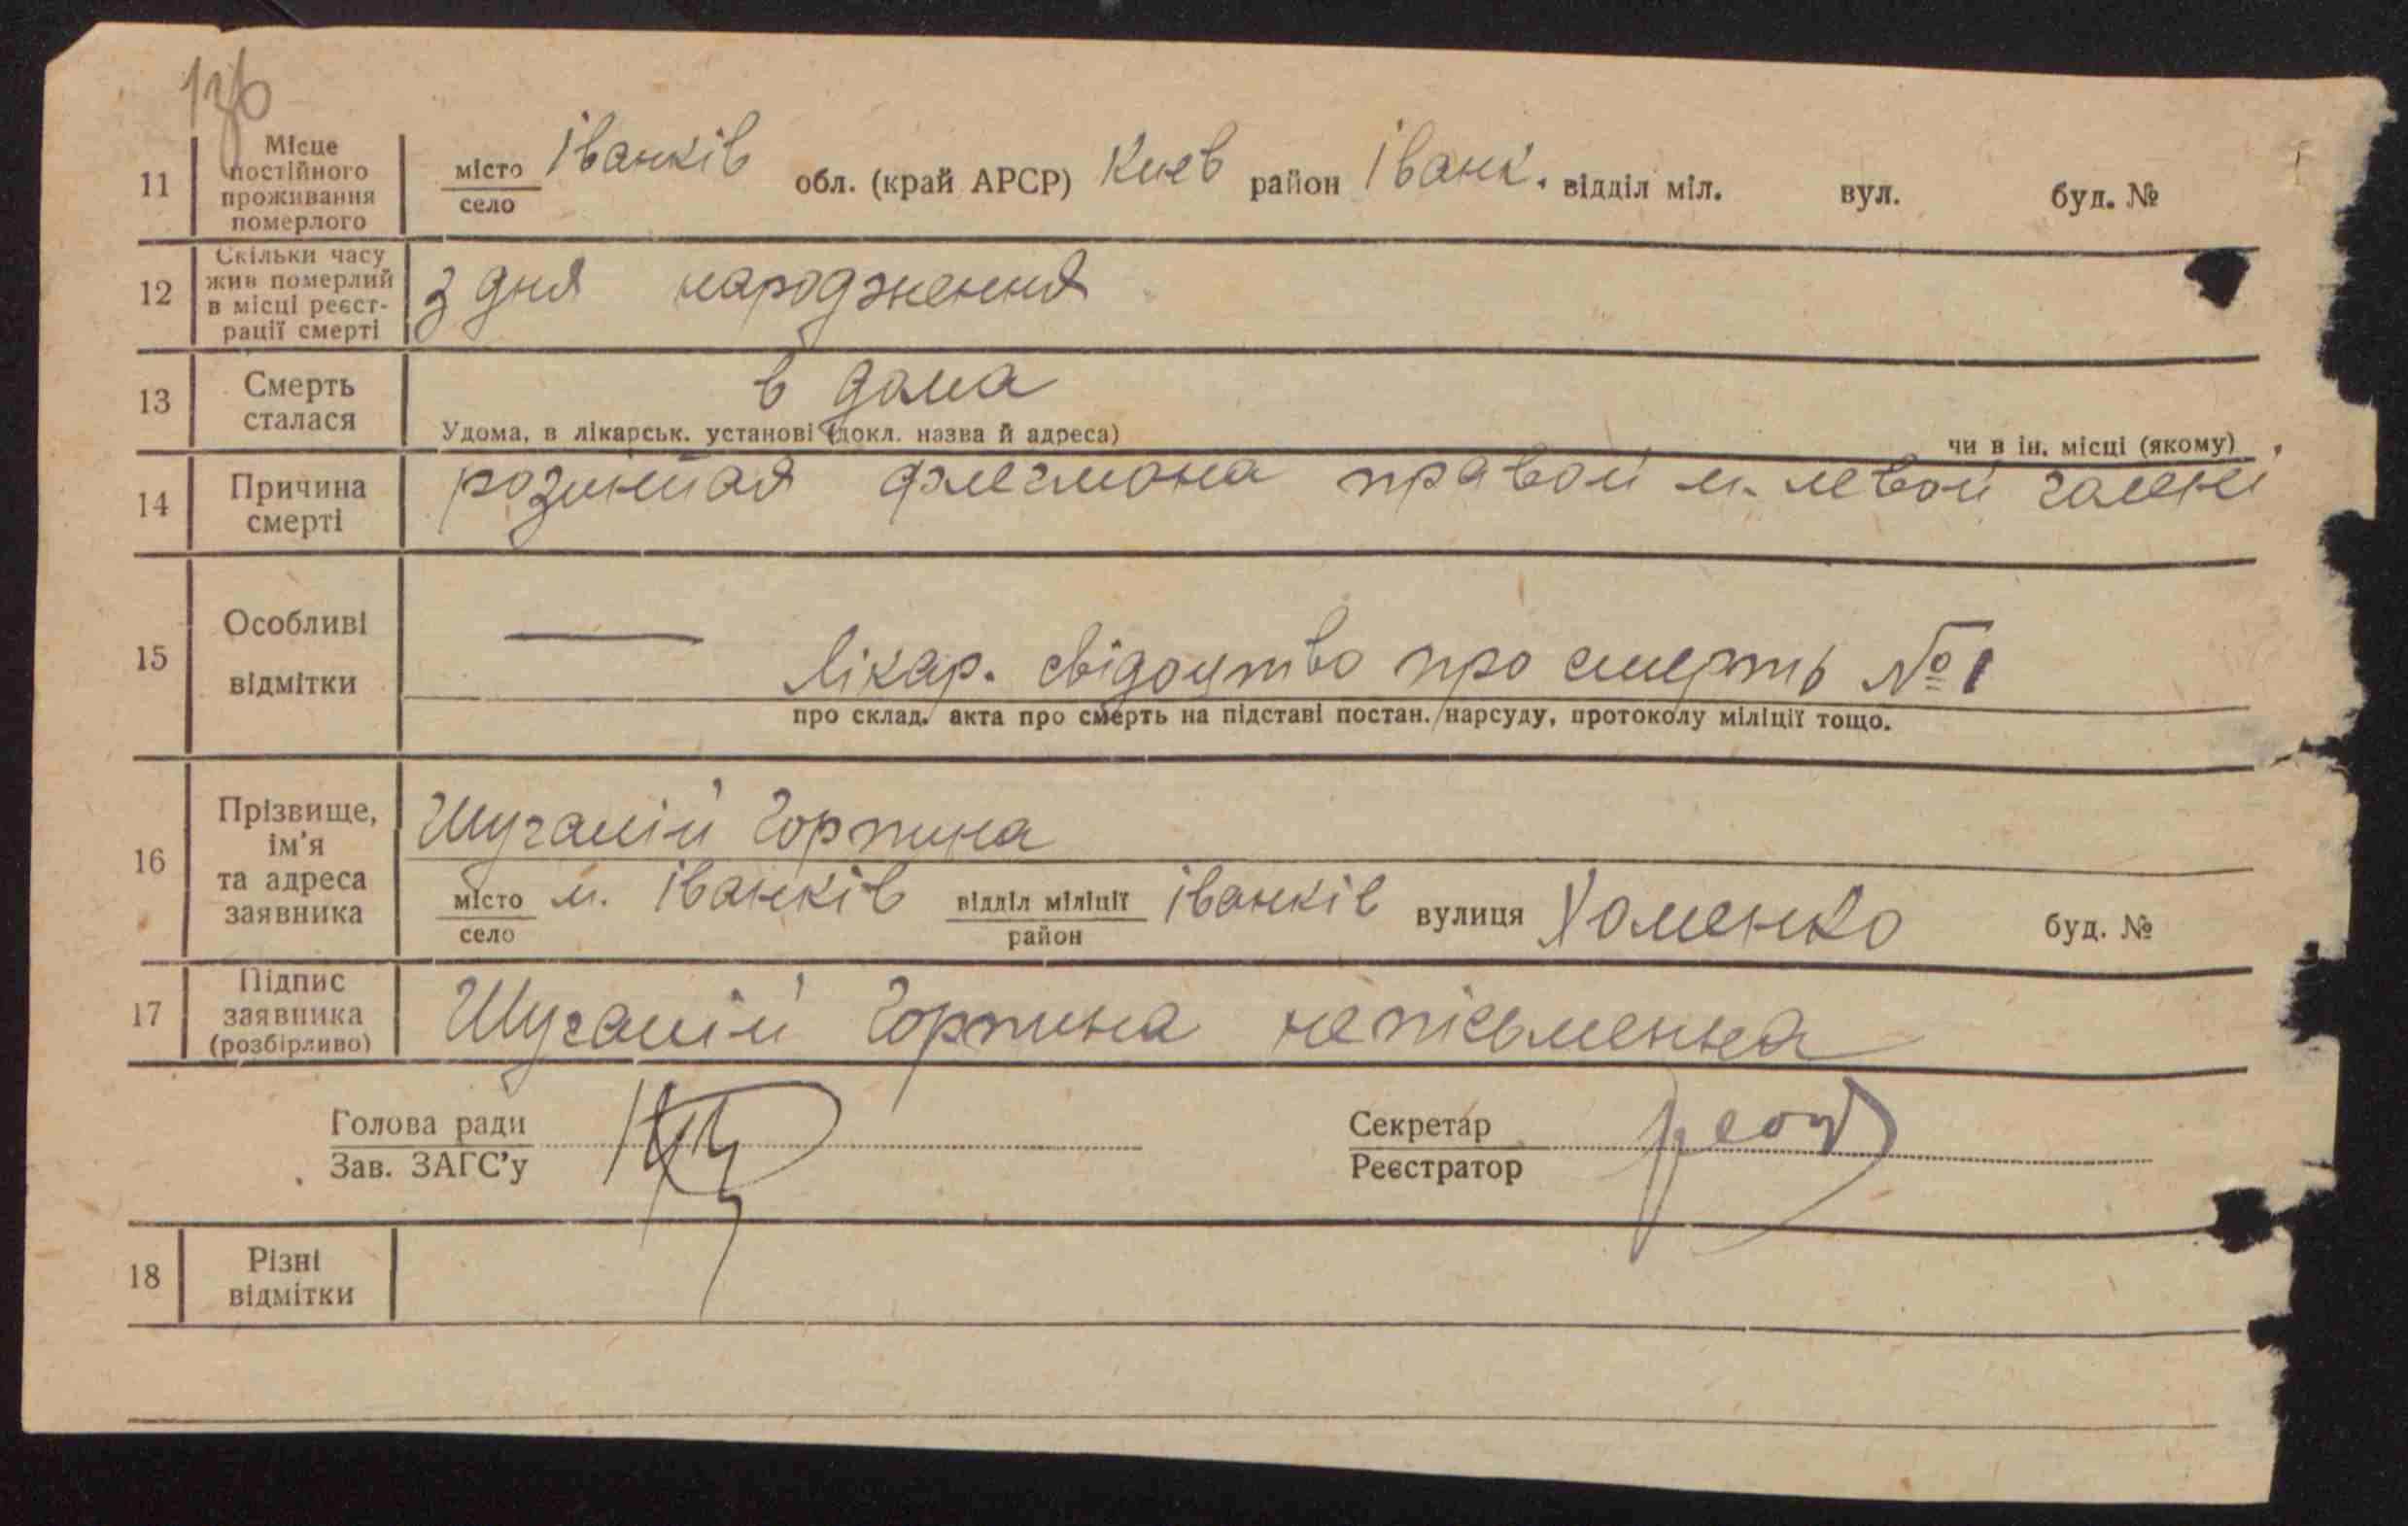 136
11 Місце постійного проживання померлого місто село Іванків обл. (край АРСР) Киев район Іванк. відділ міл. вул. буд. №
12 Скільки часу жив померлий в місці реєстрації смерті з дня народження
13 Смерть сталася в дома
Удома, в лікарськ. установі (докл. назва й адреса) чи в ін. місці (якому)
14 Причина смерті флегмона правой и левой голені
15 Особливі відмітки — Лікар. свідоцтво про смерть № 1
про склад. акта про смерть на підставі постан. нарсуду, протоколу міліції тощо.
16 Прізвище, ім'я та адреса заявника Шугалій Горпина
місто село м. Іванків відділ міліції район Іванків вулиця Хоменко буд. №
17 Підпис заявника (розбірливо) Шугалій Горпина непісьменна
Голова ради Секретар
Зав. ЗАГС'у Реєстратор
18 Різні відмітки